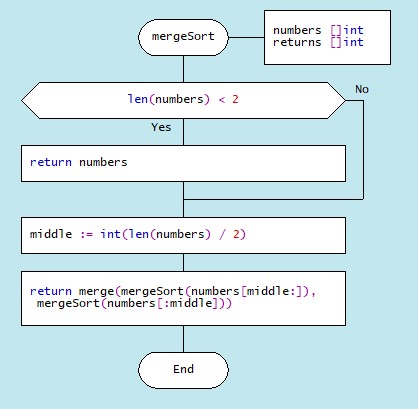 mergeSort
numbers []int
returns []int
len(numbers) < 2
No
Yes
return numbers
middle := int(len(numbers) / 2)
return merge(mergeSort(numbers[middle:]),
mergeSort(numbers[:middle]))
End